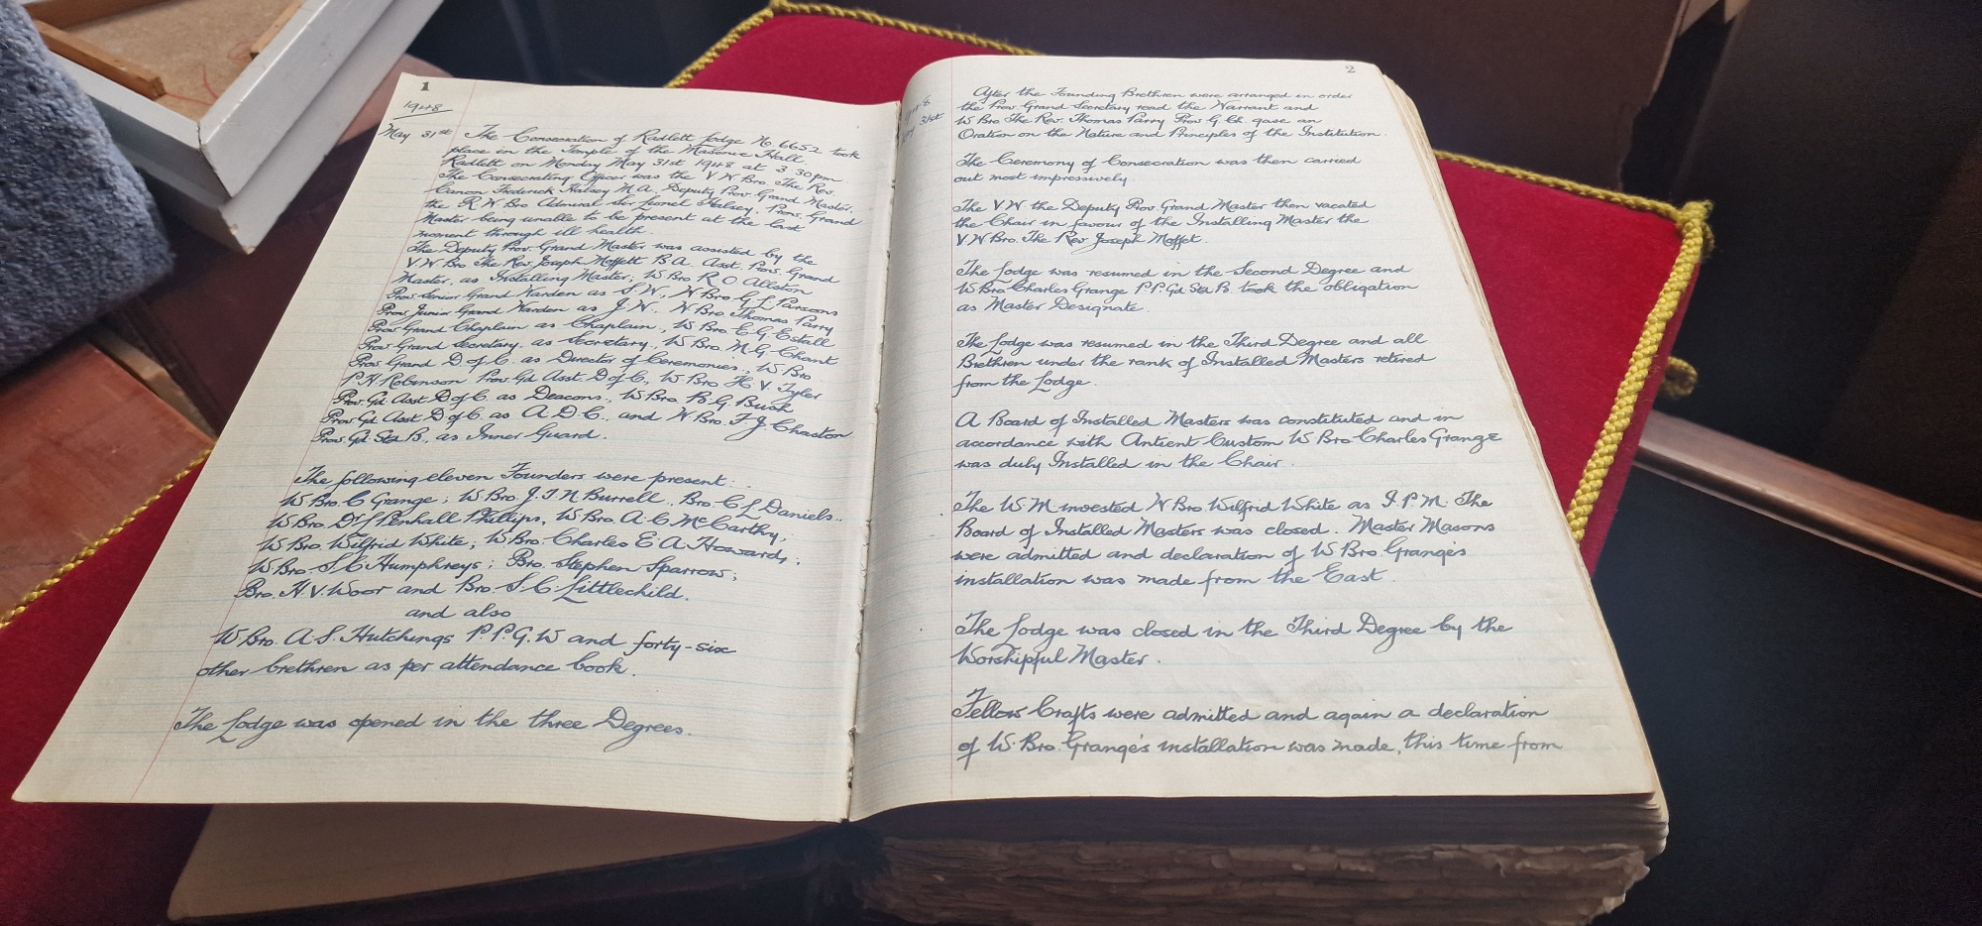 1
1948
May 31st The Consecration of Radlett Lodge No. 6652 took
place in the Temple of the Masonic Hall,
Radlett on Monday May 31st 1948 at 3.30pm
The Consecrating Officer was the V W Bro. The Rev.
Canon Frederick Halsey M.A. Deputy Prov. Grand Master,
the R.W. Bro Admiral Sir Lionel Halsey, Prov. Grand
Master being unable to be present at the last
moment through ill health.
The Deputy Prov. Grand Master was assisted by the
V.W Bro The Rev Joseph Moffett B.A. Asst. Prov. Grand
Master, as Installing Master; W Bro R O Allston
Prov. Senior Grand Warden as S.W., W Bro G L Parsons
Prov. Junior Grand Warden as J.W., W Bro Thomas Parry
Prov Grand Chaplain as Chaplain, W Bro C G Estall
Prov Grand Secretary, as Secretary, W Bro N.G. Chant
Prov. Grand D of C. as Director of Ceremonies, W. Bro
P. H Robinson Prov. Gd Asst. D of C., W Bro H V Tyler
Prov. Gd Asst D of C. as Deacons, W. Bro R G Busk
Prov. Gd Asst D of C as A.D.C., and W Bro. F. J. Chaston
Prov. Gd. Std B, as Inner Guard.
The following eleven Founders were present:
W Bro. C Grange; W Bro. J. I. N. Burrell, Bro. C L Daniels..
W. Bro. Dr L Penhall Phillips, W Bro. A. C. McCarthy,
W Bro. Wilfrid White, W Bro. Charles E A Howard,
W Bro. S C Humphreys; Bro. Stephen Sparrow;
Bro. H. V. Woor and Bro. S. C. Littlechild.
and also
W Bro. A. S. Hutchings P.P.G.W and forty-six
other brethren as per attendance book.
The Lodge was opened in the three Degrees.
2
31st
After the Founding Brethren were arranged in order
the Prov. Grand Secretary read the Warrant and
W Bro The Rev. Thomas Parry Prov G. Ch. gave an
Oration on the Nature and Principles of the Institution.
The Ceremony of Consecration was then carried
out most impressively.
The V W the Deputy Prov Grand Master then vacated
the Chair in favour of the Installing Master the
V W Bro. The Rev Joseph Moffet.
The Lodge was resumed in the Second Degree and
W Bro Charles Grange P.P. Gd Std B. took the obligation
as Master Designate.
The Lodge was resumed in the Third Degree and all
Brethren under the rank of Installed Masters retired
from the Lodge.
A Board of Installed Masters was constituted and in
accordance with Antient Custom W Bro Charles Grange
was duly Installed in the Chair.
The W. M invested W Bro Wilfrid White as I. P. M. The
Board of Installed Masters was closed. Master Masons
were admitted and declaration of W Bro Grange's
installation was made from the East.
The Lodge was closed in the Third Degree by the
Worshipful Master.
Fellow Crafts were admitted and again a declaration
of W. Bro. Grange's installation was made, this time from